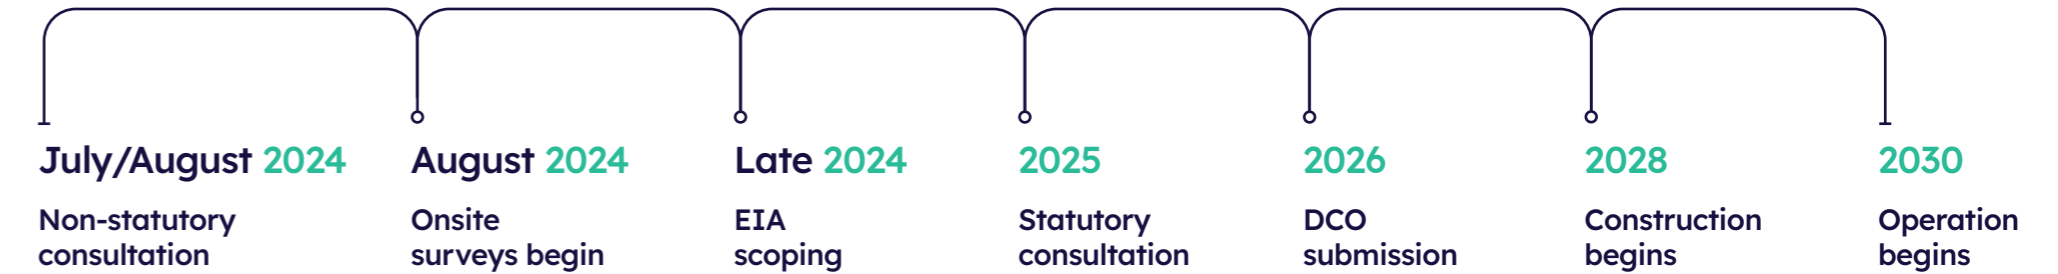 July/August 2024
Non-statutory
consultation
August 2024
Onsite
surveys begin
Late 2024
EIA
scoping
2025
Statutory
consultation
2026
DCO
submission
2028
Construction
begins
2030
Operation
begins